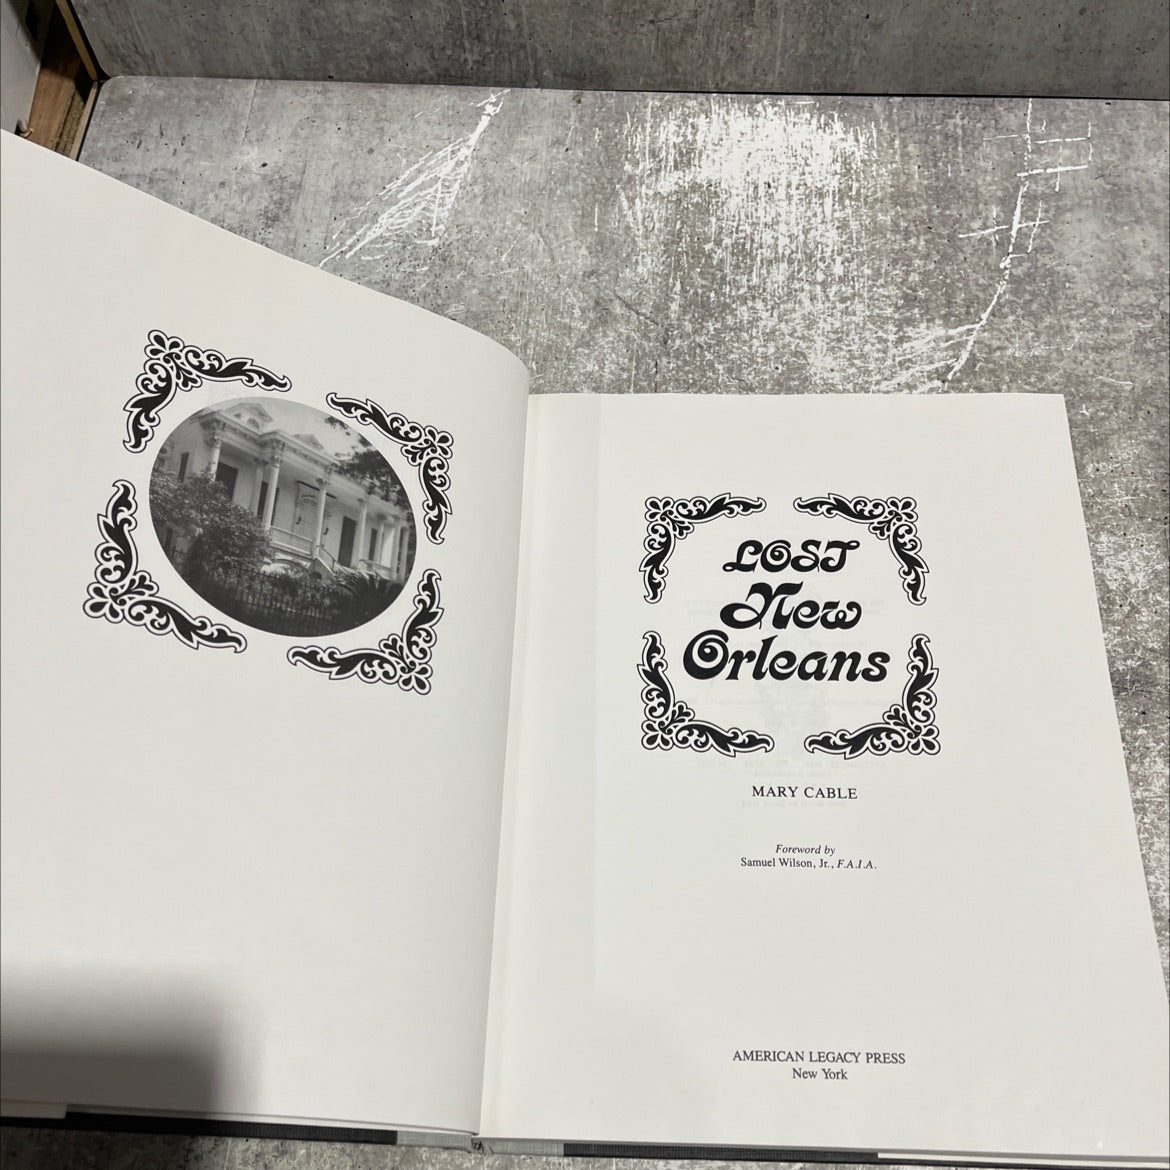 LOST
New
Orleans
MARY CABLE
Foreword by
Samuel Wilson, Jr., F.A.I.A.
AMERICAN LEGACY PRESS
New York